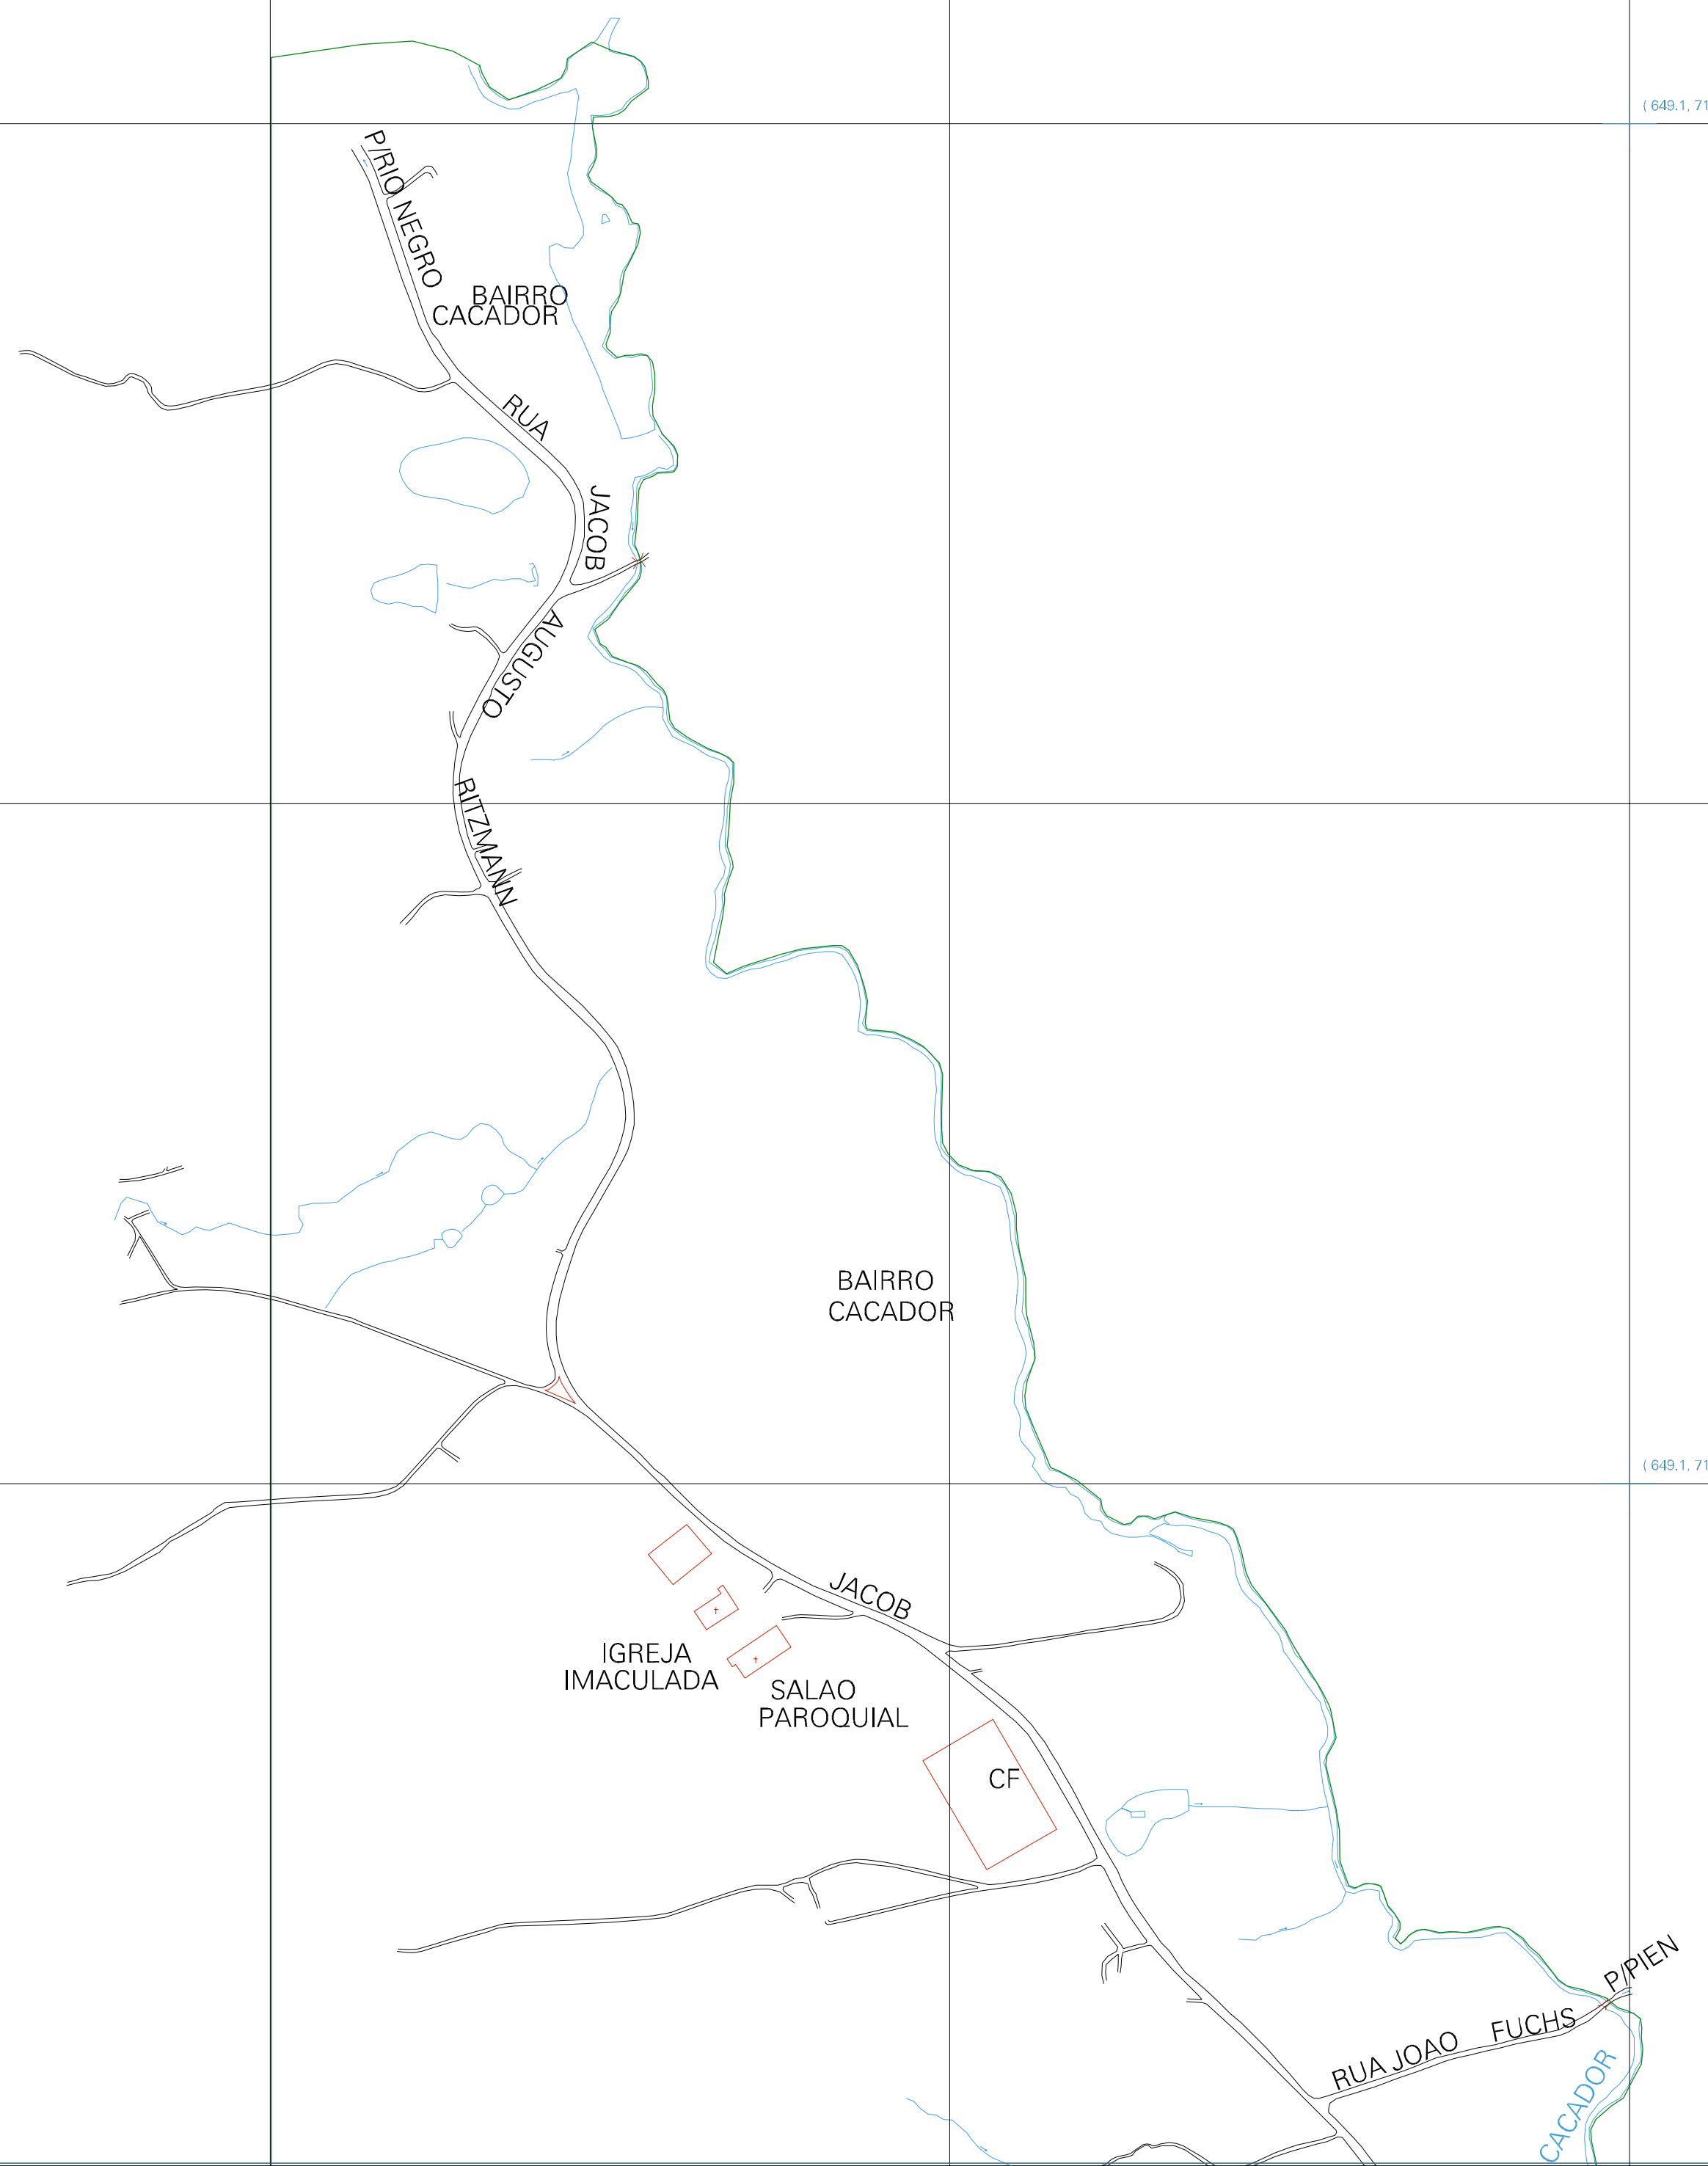 ( 649.1, 71
P/RIO NEGRO
BAIRRO
CACADOR
RUA
JACOB
AUGUSTO
RITZMANN
BAIRRO
CACADOR
( 649.1, 71
JACOB
IGREJA
IMACULADA
SALAO
PAROQUIAL
CF
P/PIEN
RUA JOAO FUCHS
CACADOR